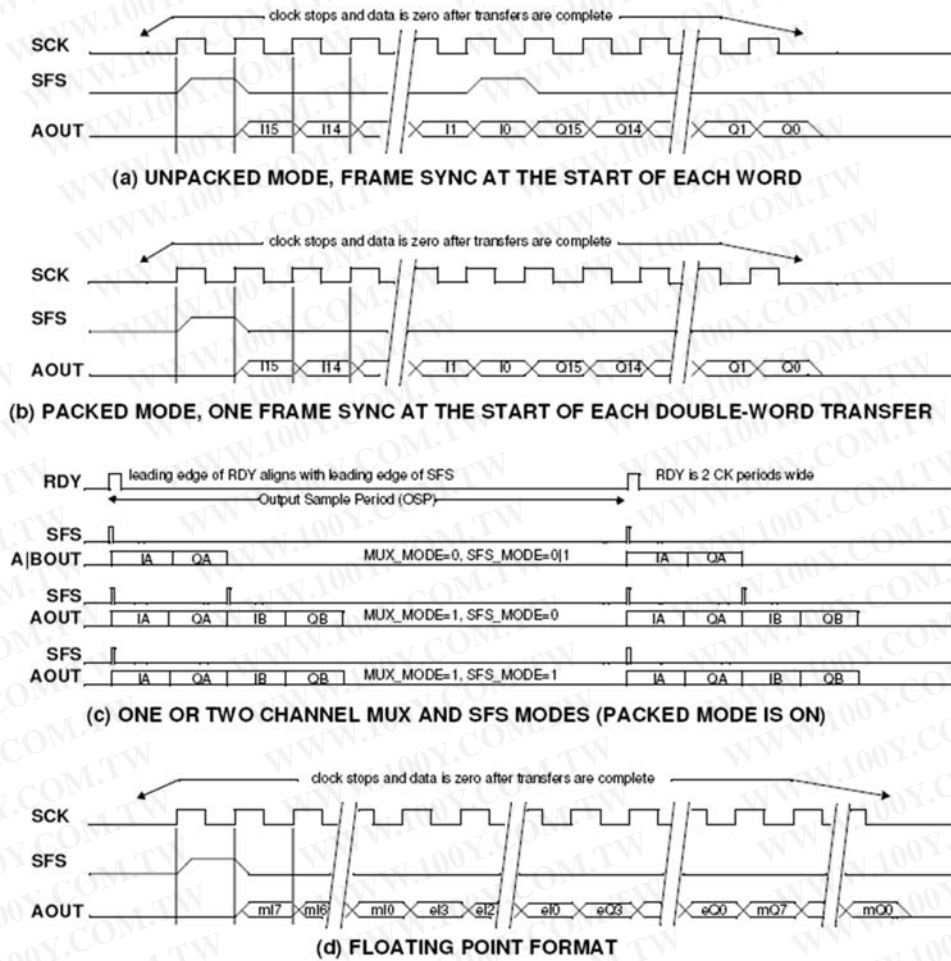 clock stops and data is zero after transfers are complete
SCK
SFS
AOUT I15 I14 I1 I0 Q15 Q14 Q1 Q0
(a) UNPACKED MODE, FRAME SYNC AT THE START OF EACH WORD
clock stops and data is zero after transfers are complete
SCK
SFS
AOUT I15 I14 I1 I0 Q15 Q14 Q1 Q0
(b) PACKED MODE, ONE FRAME SYNC AT THE START OF EACH DOUBLE-WORD TRANSFER
RDY leading edge of RDY aligns with leading edge of SFS RDY is 2 CK periods wide
Output Sample Period (OSP)
SFS
A|BOUT IA QA MUX_MODE=0, SFS_MODE=0|1 IA QA
SFS
AOUT IA QA IB QB MUX_MODE=1, SFS_MODE=0 IA QA IB QB
SFS
AOUT IA QA IB QB MUX_MODE=1, SFS_MODE=1 IA QA IB QB
(c) ONE OR TWO CHANNEL MUX AND SFS MODES (PACKED MODE IS ON)
clock stops and data is zero after transfers are complete
SCK
SFS
AOUT mI7 mI6 mI0 eI3 eI2 eI0 eQ3 eQ0 mQ7 mQ0
(d) FLOATING POINT FORMAT
WWW.100Y.COM.TW